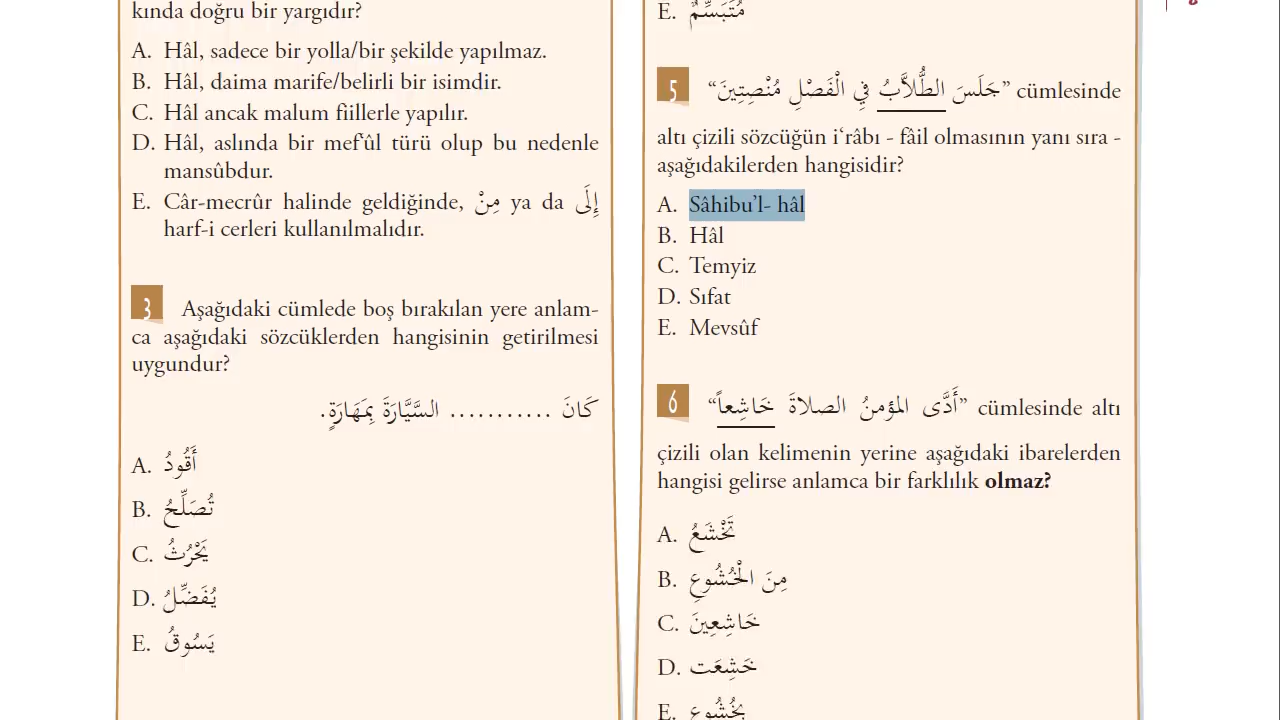 kında doğru bir yargıdır?
A. Hâl, sadece bir yolla/bir şekilde yapılmaz.
B. Hâl, daima marife/belirli bir isimdir.
C. Hâl ancak malum fiillerle yapılır.
D. Hâl, aslında bir mef'ûl türü olup bu nedenle
mansûbdur.
E. Câr-mecrûr halinde geldiğinde, مِنْ ya da إِلَى
harf-i cerleri kullanılmalıdır.
3 Aşağıdaki cümlede boş bırakılan yere anlam-
ca aşağıdaki sözcüklerden hangisinin getirilmesi
uygundur?
كَانَ ........... السَّيَّارَةَ بِمَهَارَةٍ.
A. أَقُودُ
B. تُصَلِّحُ
C. يَحْرُثُ
D. يُفَضِّلُ
E. يَسُوقُ
E. مُتَبَسِّمٌ
5 “جَلَسَ الطُّلاَّبُ فِي الْفَصْلِ مُنْصِتِينَ” cümlesinde
altı çizili sözcüğün i‘râbı - fâil olmasının yanı sıra -
aşağıdakilerden hangisidir?
A. Sâhibu’l- hâl
B. Hâl
C. Temyiz
D. Sıfat
E. Mevsûf
6 “أَدَّى المؤمنُ الصلاةَ خَاشِعاً” cümlesinde altı
çizili olan kelimenin yerine aşağıdaki ibarelerden
hangisi gelirse anlamca bir farklılık olmaz?
A. تَخْشَعُ
B. مِنَ الْخُشُوعِ
C. خَاشِعِينَ
D. خَشِعَت
E. بِخُشُوعٍ